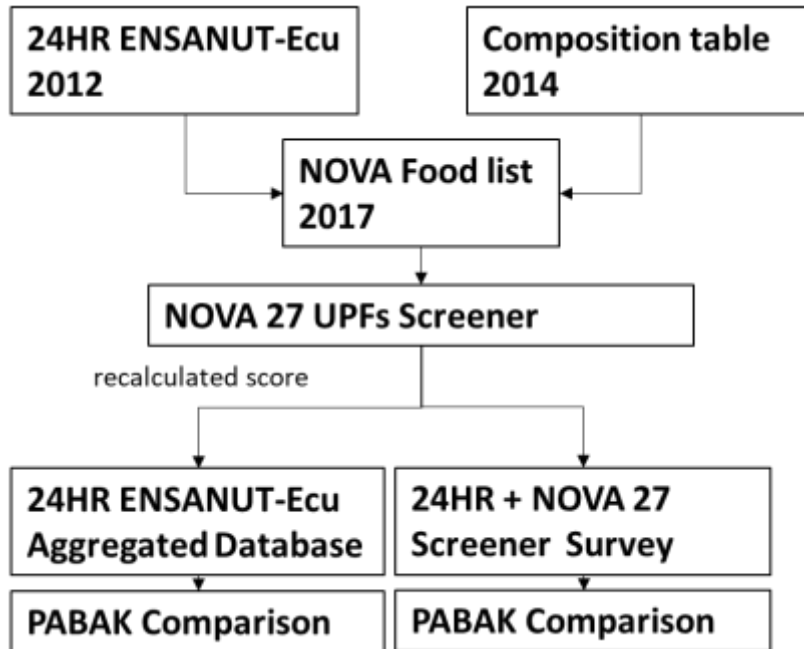 24HR ENSANUT-Ecu
2012
Composition table
2014
NOVA Food list
2017
NOVA 27 UPFs Screener
recalculated score
24HR ENSANUT-Ecu
Aggregated Database
24HR + NOVA 27
Screener Survey
PABAK Comparison
PABAK Comparison